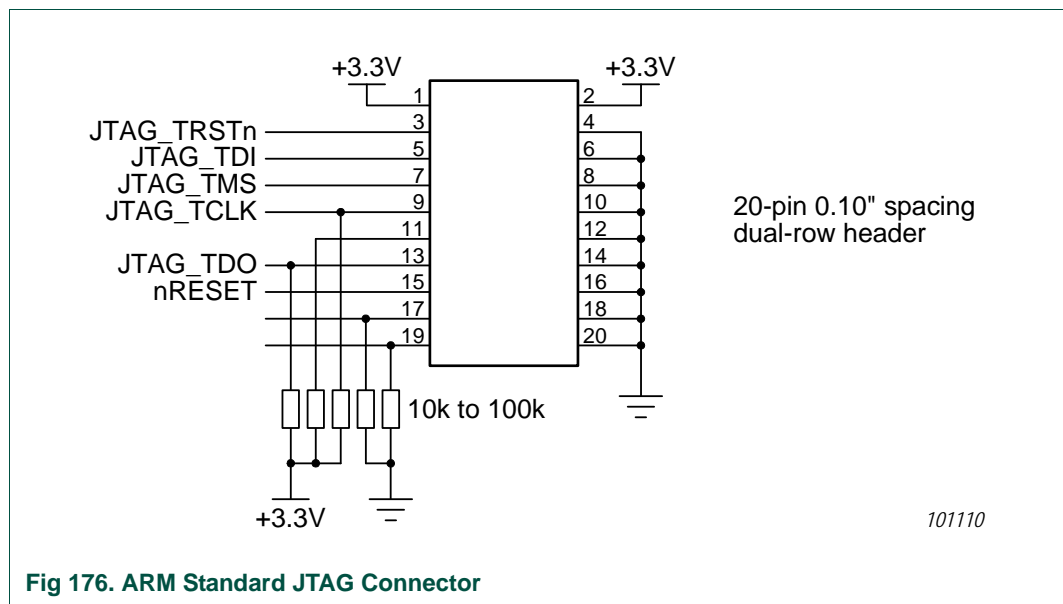 +3.3V
+3.3V
1
2
JTAG_TRSTn
3
4
JTAG_TDI
5
6
JTAG_TMS
7
8
JTAG_TCLK
9
10
20-pin 0.10" spacing
dual-row header
11
12
JTAG_TDO
13
14
nRESET
15
16
17
18
19
20
10k to 100k
+3.3V
101110
Fig 176. ARM Standard JTAG Connector